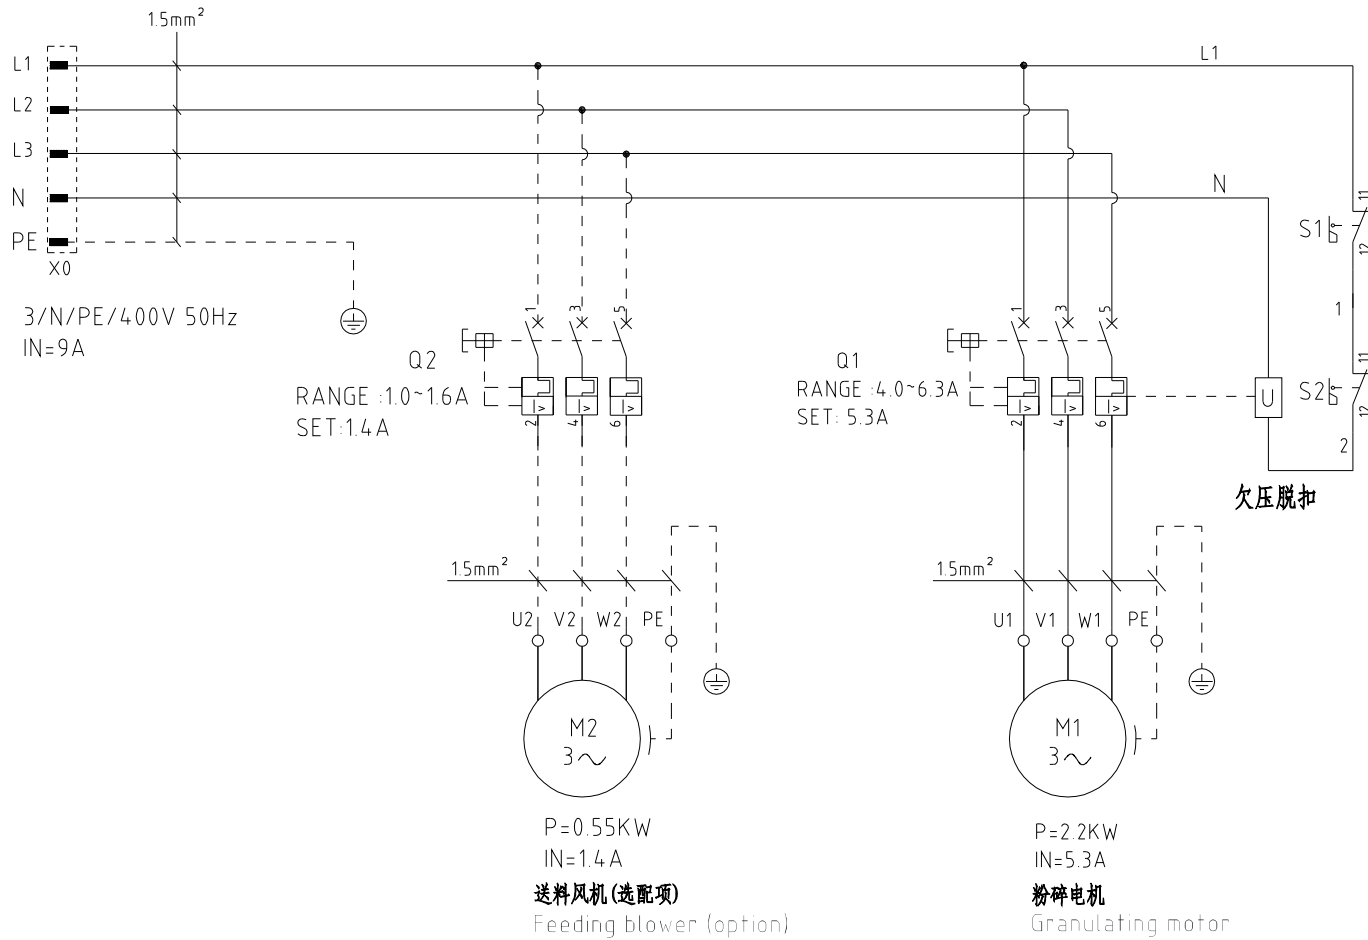 1.5mm²
L1
L1
L2
L3
N
N
PE
X0
3/N/PE/400V 50Hz
IN=9A
11
S1
12
1
11
S2
12
2
1
3
5
Q2
RANGE :1.0~1.6A
SET:1.4A
I>
I>
I>
2
4
6
1
3
5
Q1
RANGE :4.0~6.3A
SET: 5.3A
I>
I>
I>
2
4
6
U
欠压脱扣
1.5mm²
U2
V2
W2
PE
M2
3~
P=0.55KW
IN=1.4A
送料风机(选配项)
Feeding blower (option)
1.5mm²
U1
V1
W1
PE
M1
3~
P=2.2KW
IN=5.3A
粉碎电机
Granulating motor